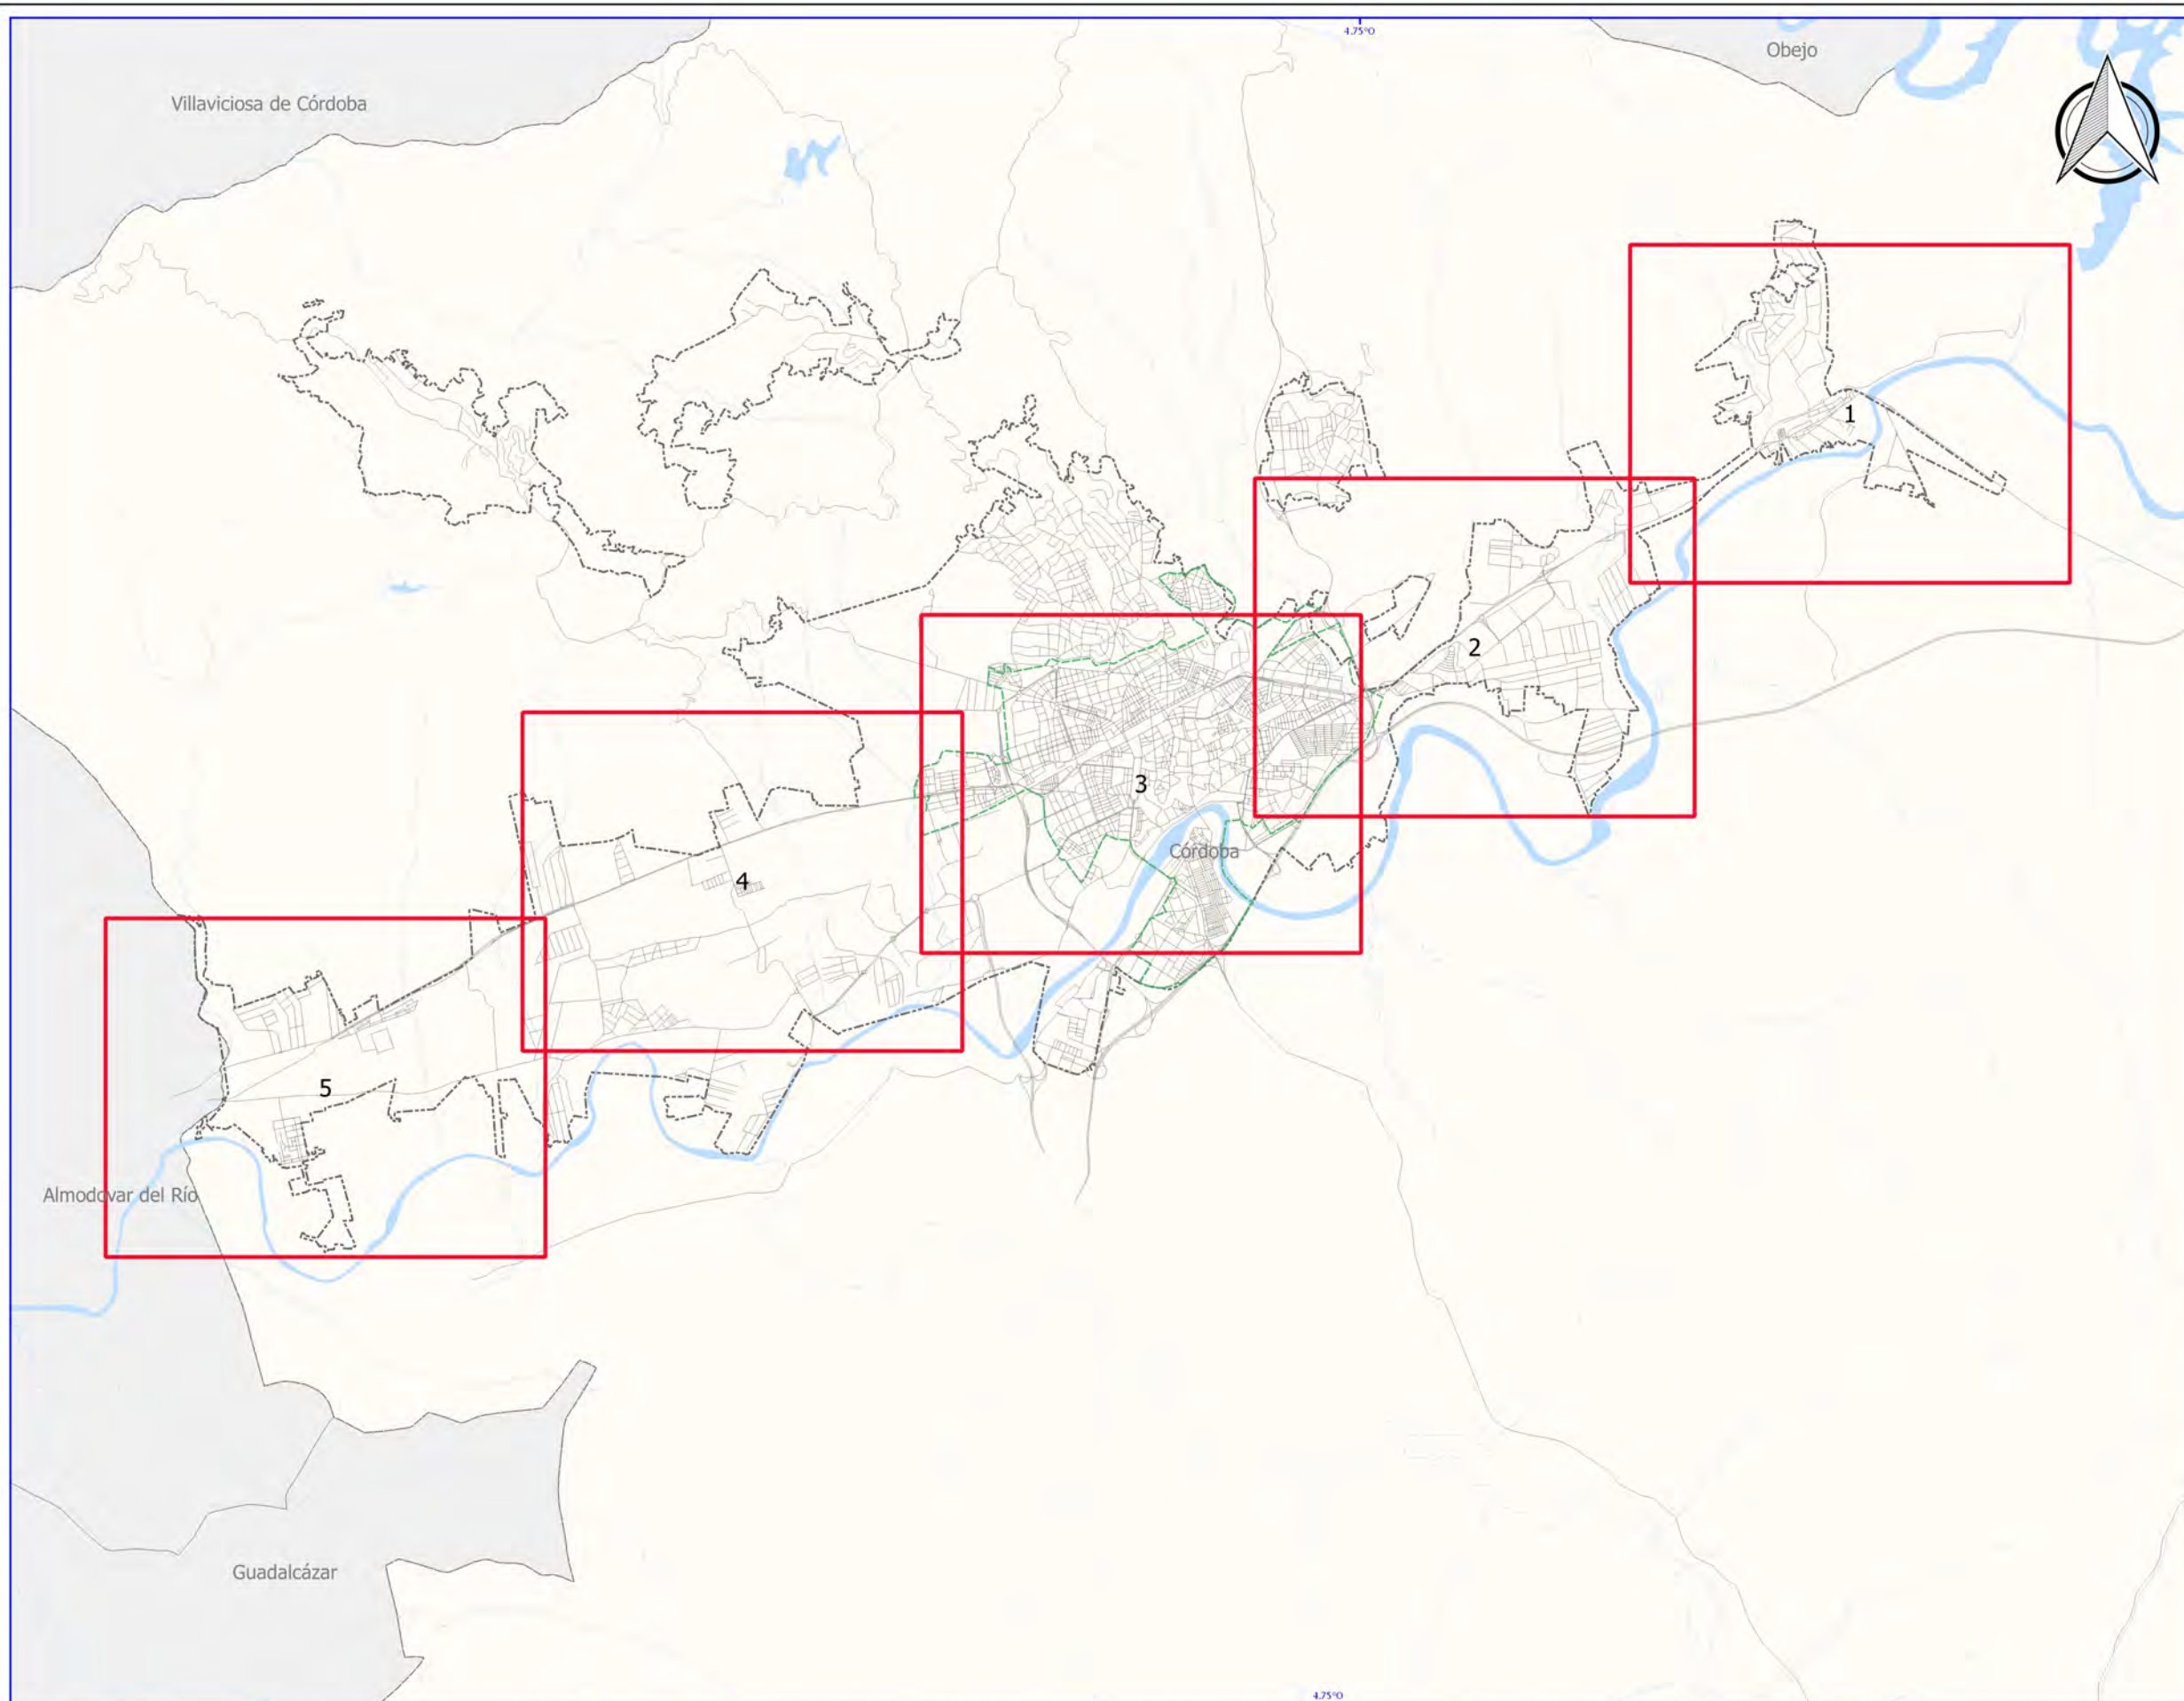 4.75°O
Obejo
Villaviciosa de Córdoba
1
2
3
Córdoba
4
5
Almodovar del Río
Guadalcázar
4.75°O